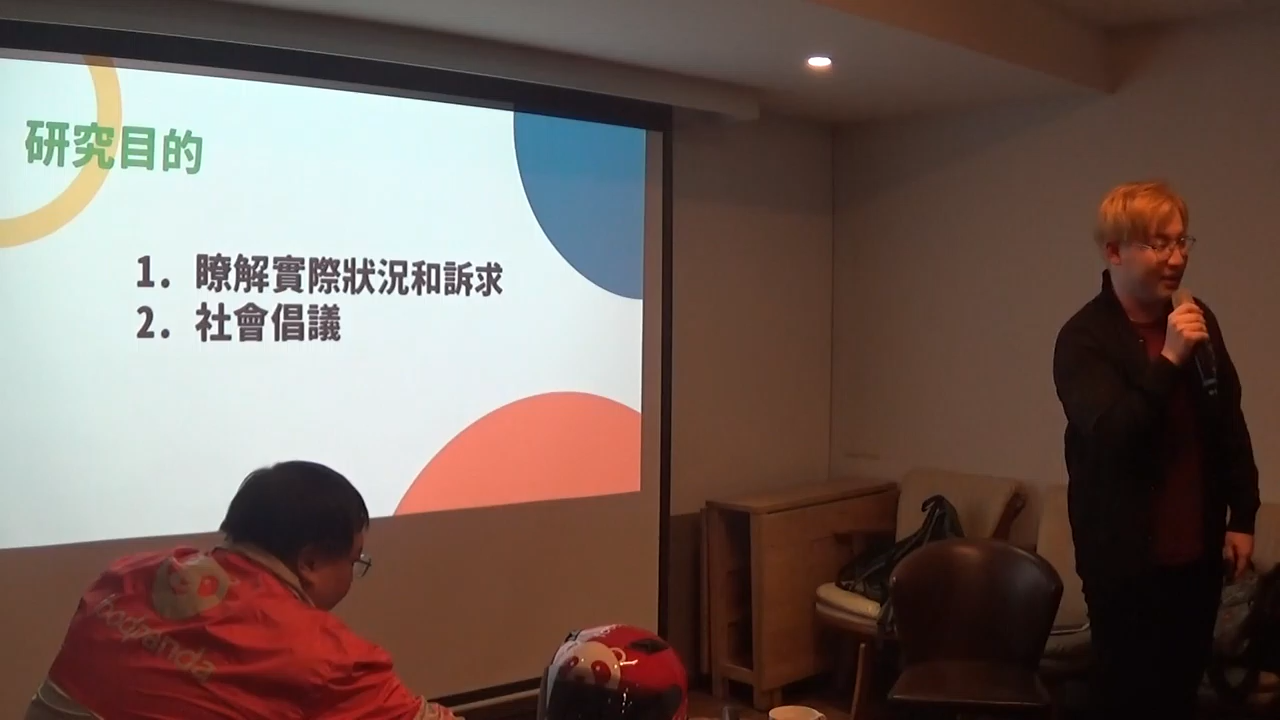 研究目的
1. 瞭解實際狀況和訴求
2. 社會倡議
foodpanda